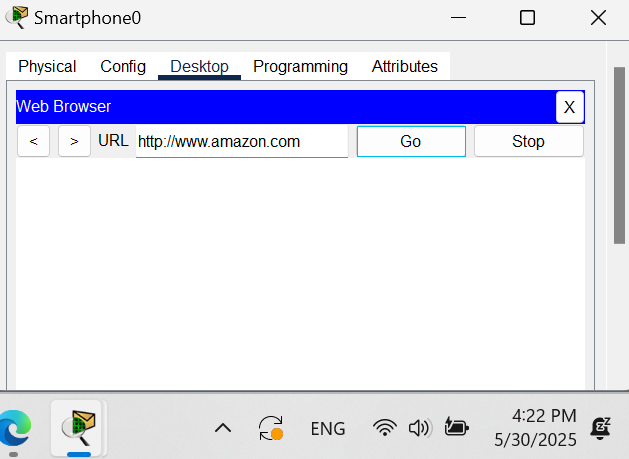 Smartphone0
Physical Config Desktop Programming Attributes
Web Browser X
< > URL http://www.amazon.com Go Stop
ENG 4:22 PM
5/30/2025